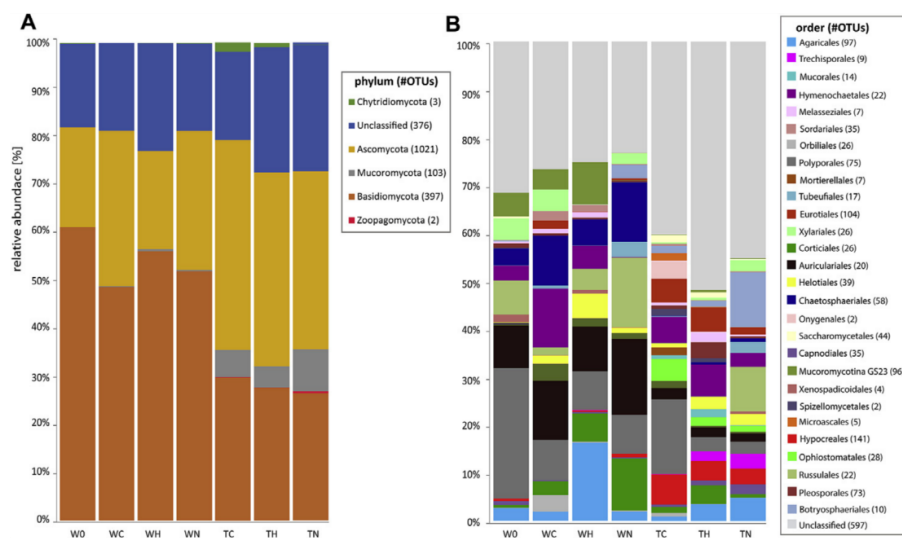 A
B
relative abundace [%]
100%
90%
80%
70%
60%
50%
40%
30%
20%
10%
0%
W0 WC WH WN TC TH TN
phylum (#OTUs)
Chytridiomycota (3)
Unclassified (376)
Ascomycota (1021)
Mucoromycota (103)
Basidiomycota (397)
Zoopagomycota (2)
100%
90%
80%
70%
60%
50%
40%
30%
20%
10%
0%
W0 WC WH WN TC TH TN
order (#OTUs)
Agaricales (97)
Trechisporales (9)
Mucorales (14)
Hymenochaetales (22)
Melasseziales (7)
Sordariales (35)
Orbiliales (26)
Polyporales (75)
Mortierellales (7)
Tubeufiales (17)
Eurotiales (104)
Xylariales (26)
Corticiales (26)
Auriculariales (20)
Helotiales (39)
Chaetosphaeriales (58)
Onygenales (2)
Saccharomycetales (44)
Capnodiales (35)
Mucoromycotina GS23 (96
Xenospadicoidales (4)
Spizellomycetales (2)
Microascales (5)
Hypocreales (141)
Ophiostomatales (28)
Russulales (22)
Pleosporales (73)
Botryosphaeriales (10)
Unclassified (597)